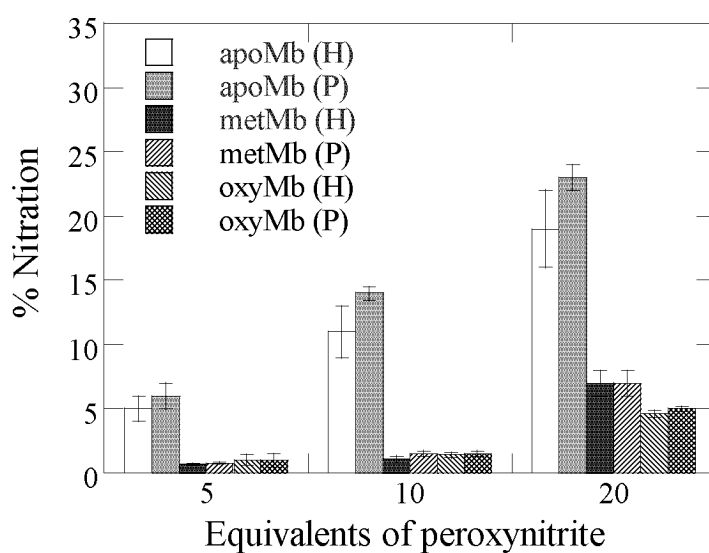 35
30
25
20
15
10
5
0
% Nitration
apoMb (H)
apoMb (P)
metMb (H)
metMb (P)
oxyMb (H)
oxyMb (P)
5 10 20
Equivalents of peroxynitrite